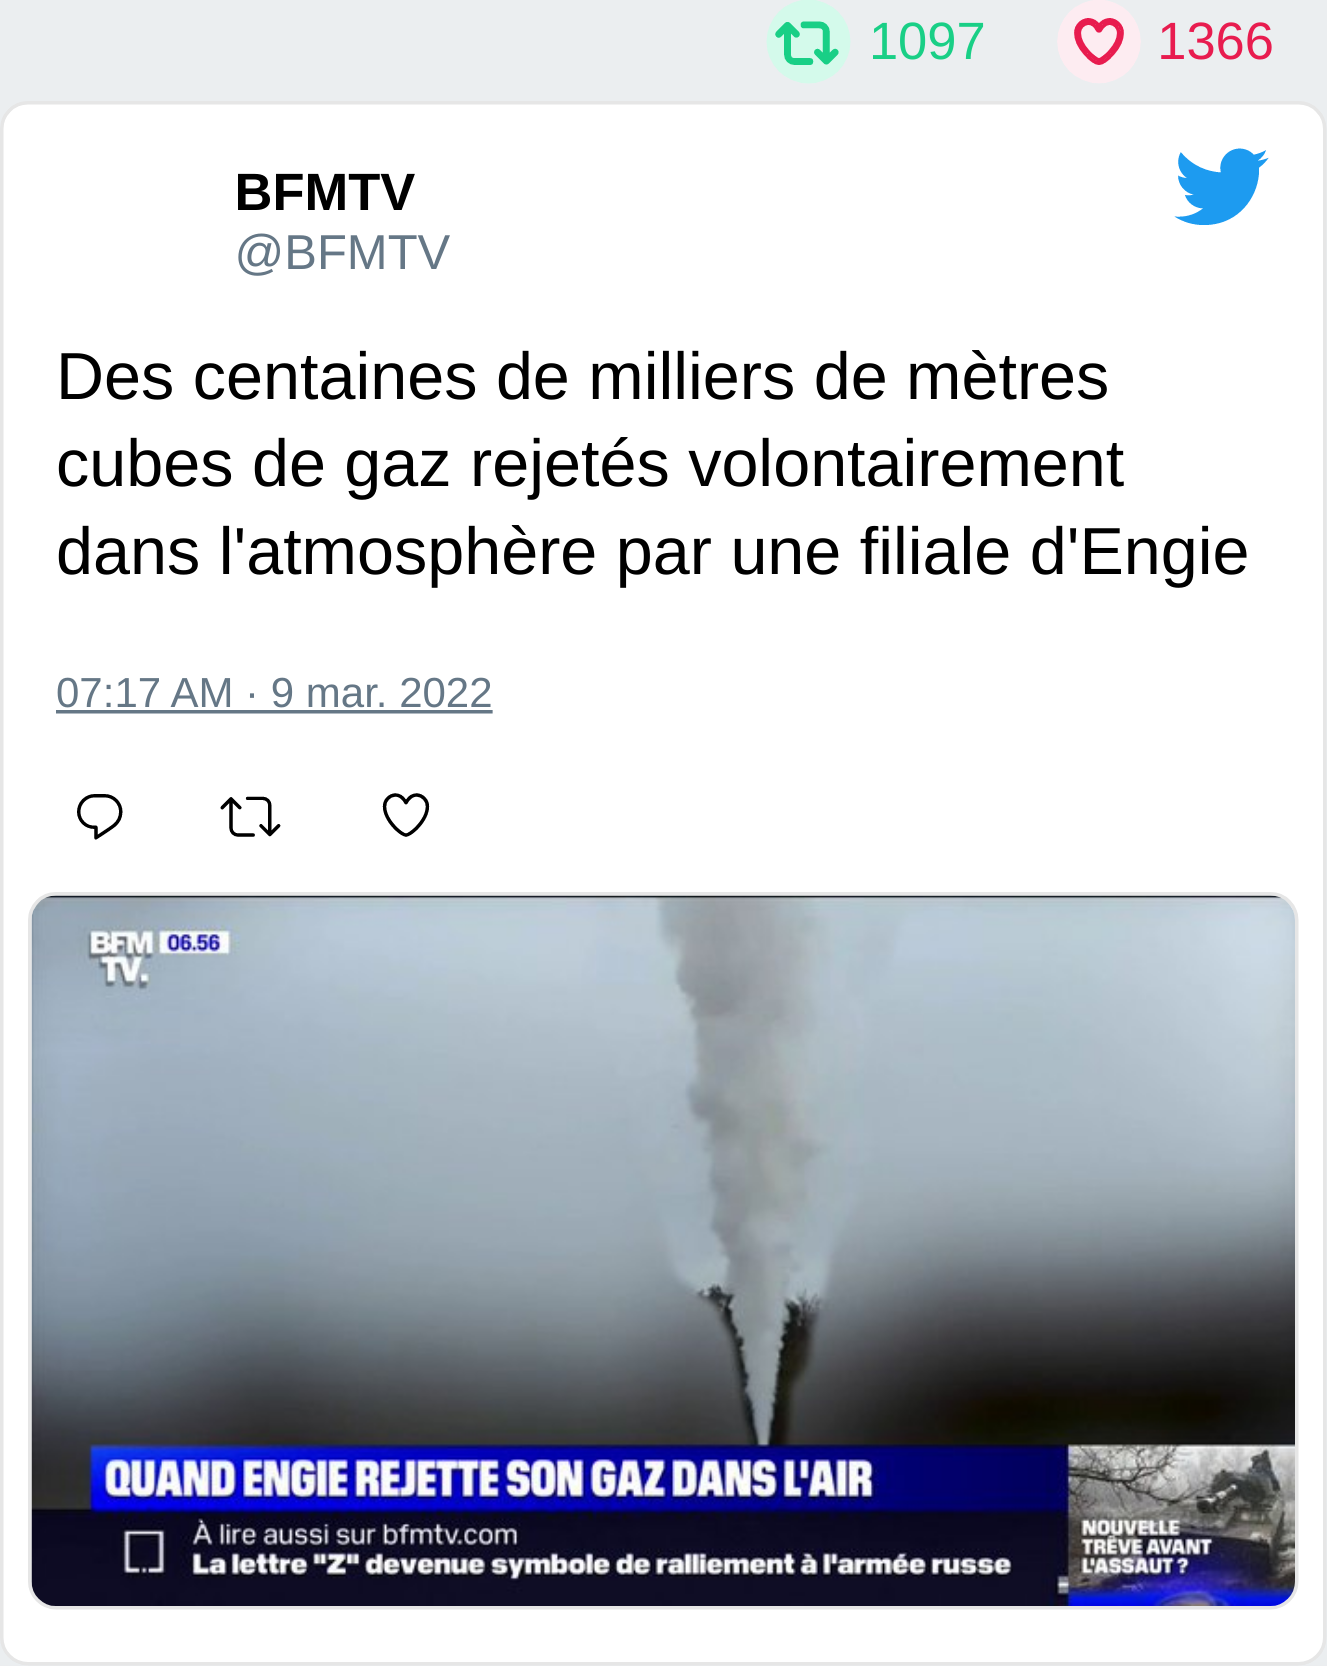 1097 1366
BFMTV
@BFMTV
Des centaines de milliers de mètres
cubes de gaz rejetés volontairement
dans l'atmosphère par une filiale d'Engie
07:17 AM · 9 mar. 2022
BFM 06.56
TV.
QUAND ENGIE REJETTE SON GAZ DANS L'AIR
À lire aussi sur bfmtv.com
La lettre "Z" devenue symbole de ralliement à l'armée russe
NOUVELLE
TRÊVE AVANT
L'ASSAUT ?